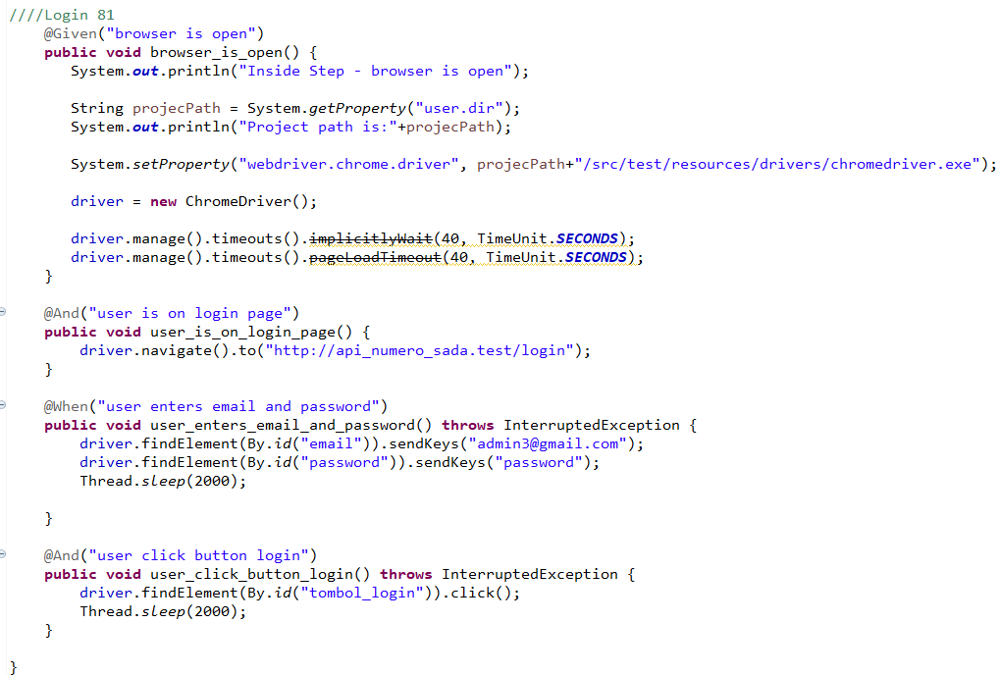 ////Login 81
@Given("browser is open")
public void browser_is_open() {
System.out.println("Inside Step - browser is open");
String projecPath = System.getProperty("user.dir");
System.out.println("Project path is:"+projecPath);
System.setProperty("webdriver.chrome.driver", projecPath+"/src/test/resources/drivers/chromedriver.exe");
driver = new ChromeDriver();
driver.manage().timeouts().implicitlyWait(40, TimeUnit.SECONDS);
driver.manage().timeouts().pageLoadTimeout(40, TimeUnit.SECONDS);
}
@And("user is on login page")
public void user_is_on_login_page() {
driver.navigate().to("http://api_numero_sada.test/login");
}
@When("user enters email and password")
public void user_enters_email_and_password() throws InterruptedException {
driver.findElement(By.id("email")).sendKeys("admin3@gmail.com");
driver.findElement(By.id("password")).sendKeys("password");
Thread.sleep(2000);
}
@And("user click button login")
public void user_click_button_login() throws InterruptedException {
driver.findElement(By.id("tombol_login")).click();
Thread.sleep(2000);
}
}